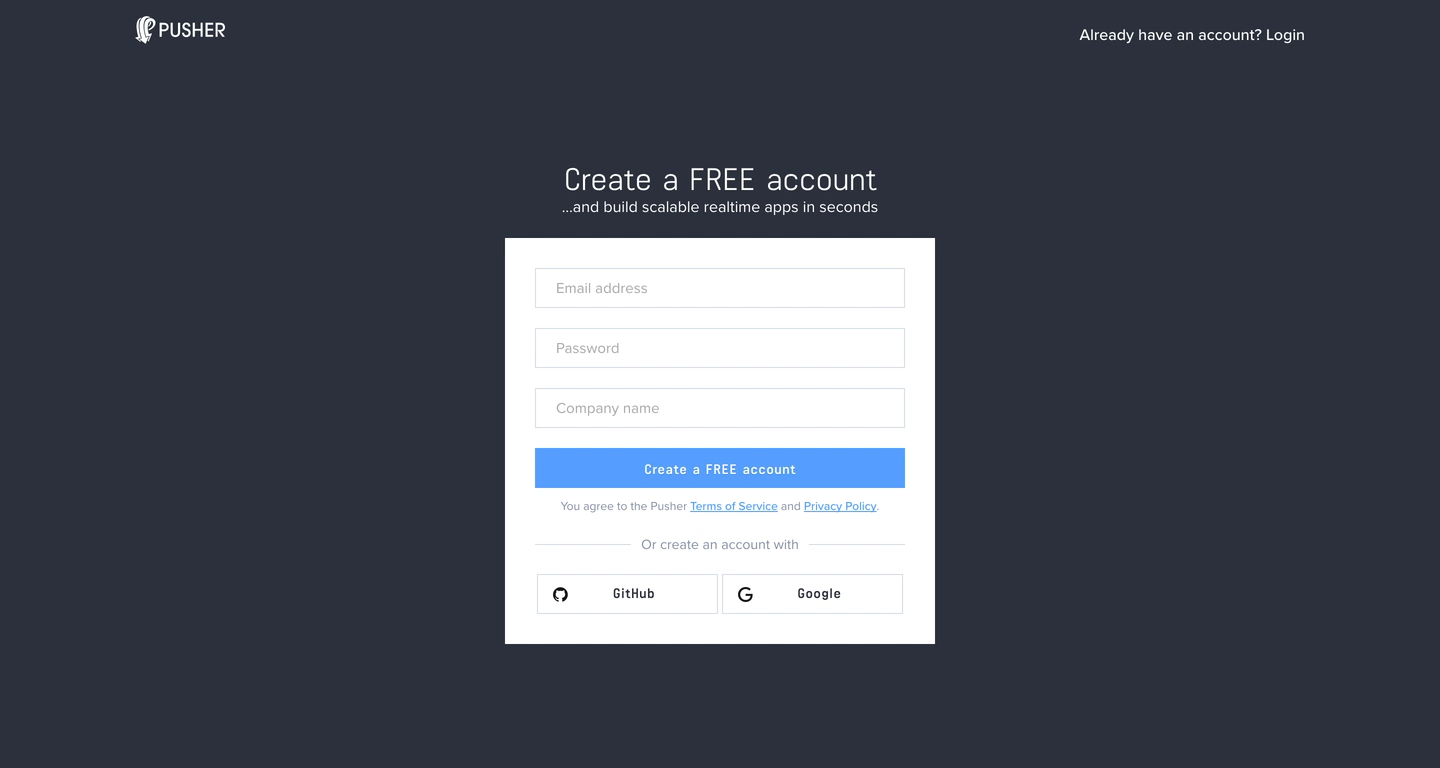 PUSHER
Already have an account? Login
Create a FREE account
...and build scalable realtime apps in seconds
Email address
Password
Company name
Create a FREE account
You agree to the Pusher Terms of Service and Privacy Policy.
Or create an account with
GitHub
Google